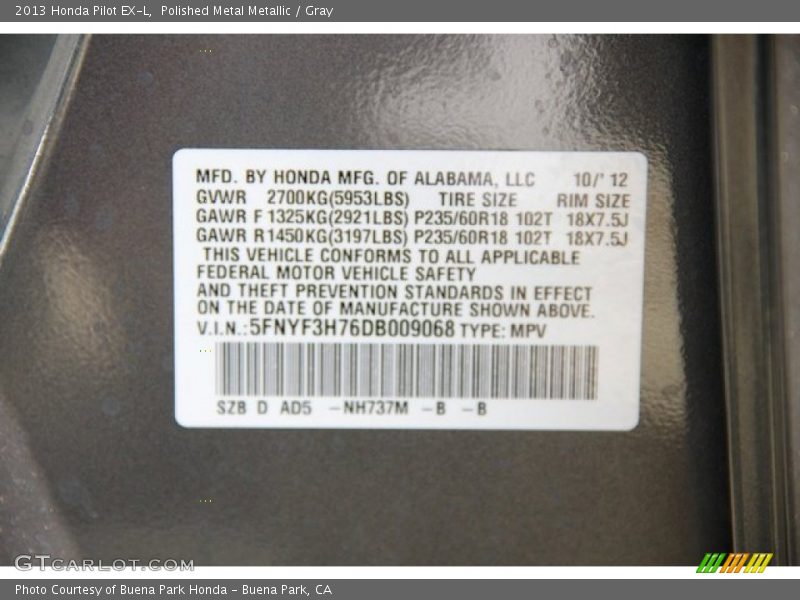 2013 Honda Pilot EX-L, Polished Metal Metallic / Gray
MFD. BY HONDA MFG. OF ALABAMA, LLC 10/' 12
GVWR 2700KG(5953LBS) TIRE SIZE RIM SIZE
GAWR F 1325KG(2921LBS) P235/60R18 102T 18X7.5J
GAWR R1450KG(3197LBS) P235/60R18 102T 18X7.5J
THIS VEHICLE CONFORMS TO ALL APPLICABLE
FEDERAL MOTOR VEHICLE SAFETY
AND THEFT PREVENTION STANDARDS IN EFFECT
ON THE DATE OF MANUFACTURE SHOWN ABOVE.
V.I.N.: 5FNYF3H76DB009068 TYPE: MPV
SZB D AD5 -NH737M -B -B
GTCARLOT.COM
Photo Courtesy of Buena Park Honda - Buena Park, CA